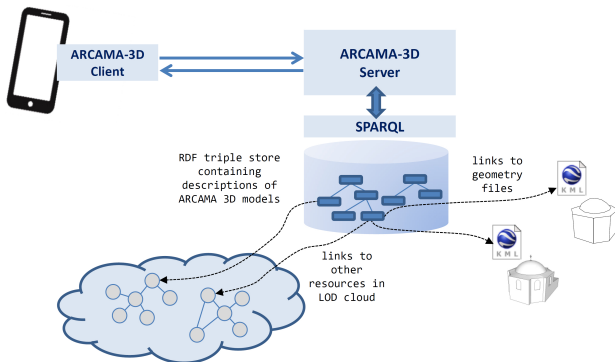 ARCAMA-3D
Client
ARCAMA-3D
Server
SPARQL
RDF triple store
containing
descriptions of
ARCAMA 3D models
links to
geometry
files
KML
KML
links to
other
resources in
LOD cloud